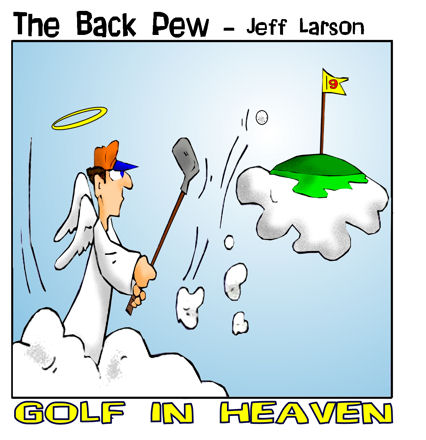 The Back Pew – Jeff Larson
9
GOLF IN HEAVEN